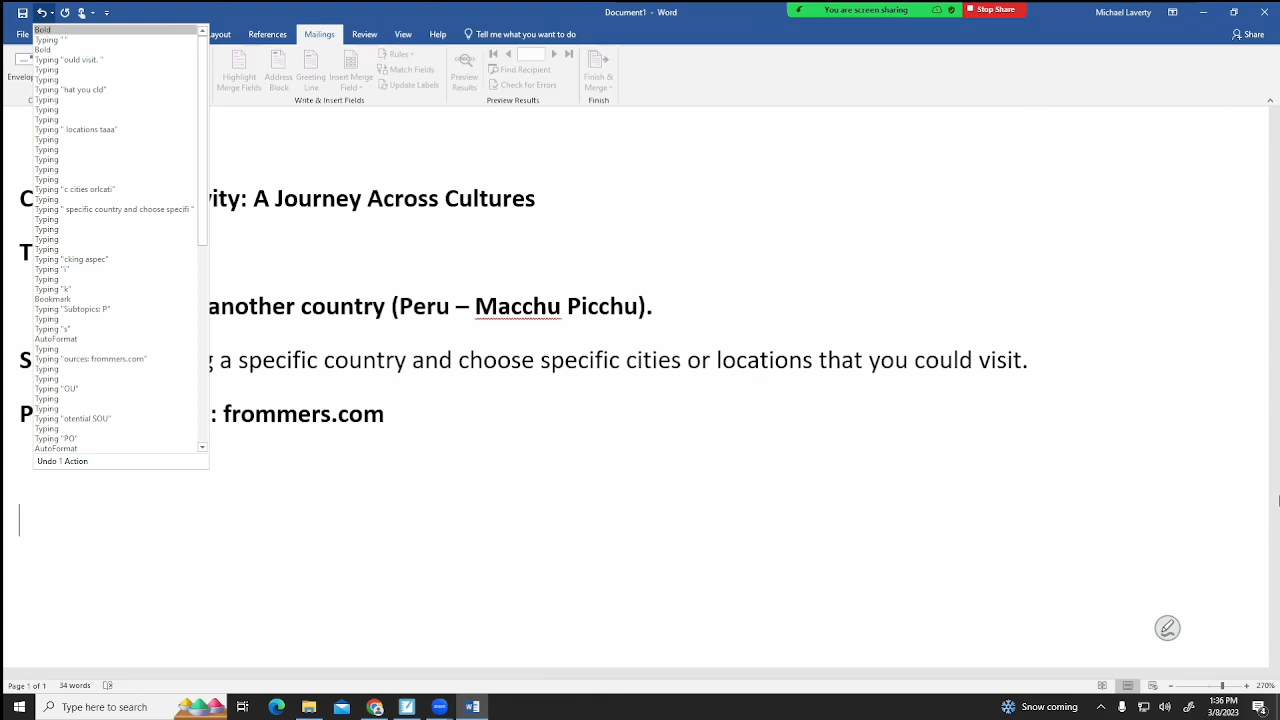 Document1 - Word
You are screen sharing
Stop Share
Michael Laverty
File
Layout
References
Mailings
Review
View
Help
Tell me what you want to do
Share
Envelop
Highlight
Merge Fields
Address
Block
Greeting
Line
Insert Merge
Field
Rules
Match Fields
Update Labels
Write & Insert Fields
Preview
Results
Find Recipient
Check for Errors
Preview Results
Finish &
Merge
Finish
Bold
Typing " "
Bold
Typing "ould visit. "
Typing
Typing
Typing "hat you cld"
Typing
Typing
Typing
Typing " locations taaa"
Typing
Typing
Typing
Typing
Typing
Typing "c cities orlcati"
Typing
Typing " specific country and choose specifi "
Typing
Typing
Typing
Typing
Typing "cking aspec"
Typing "i"
Typing
Typing "k"
Bookmark
Typing "Subtopics: P"
Typing
Typing "s"
AutoFormat
Typing
Typing "ources: frommers.com"
Typing
Typing
Typing "OU"
Typing
Typing
Typing "otential SOU"
Typing
Typing "PO"
AutoFormat
Undo 1 Action
C
vity: A Journey Across Cultures
T
another country (Peru – Macchu Picchu).
S
g a specific country and choose specific cities or locations that you could visit.
P
: frommers.com
Page 1 of 1
34 words
270%
Type here to search
zoom
Snow coming
1:36 PM